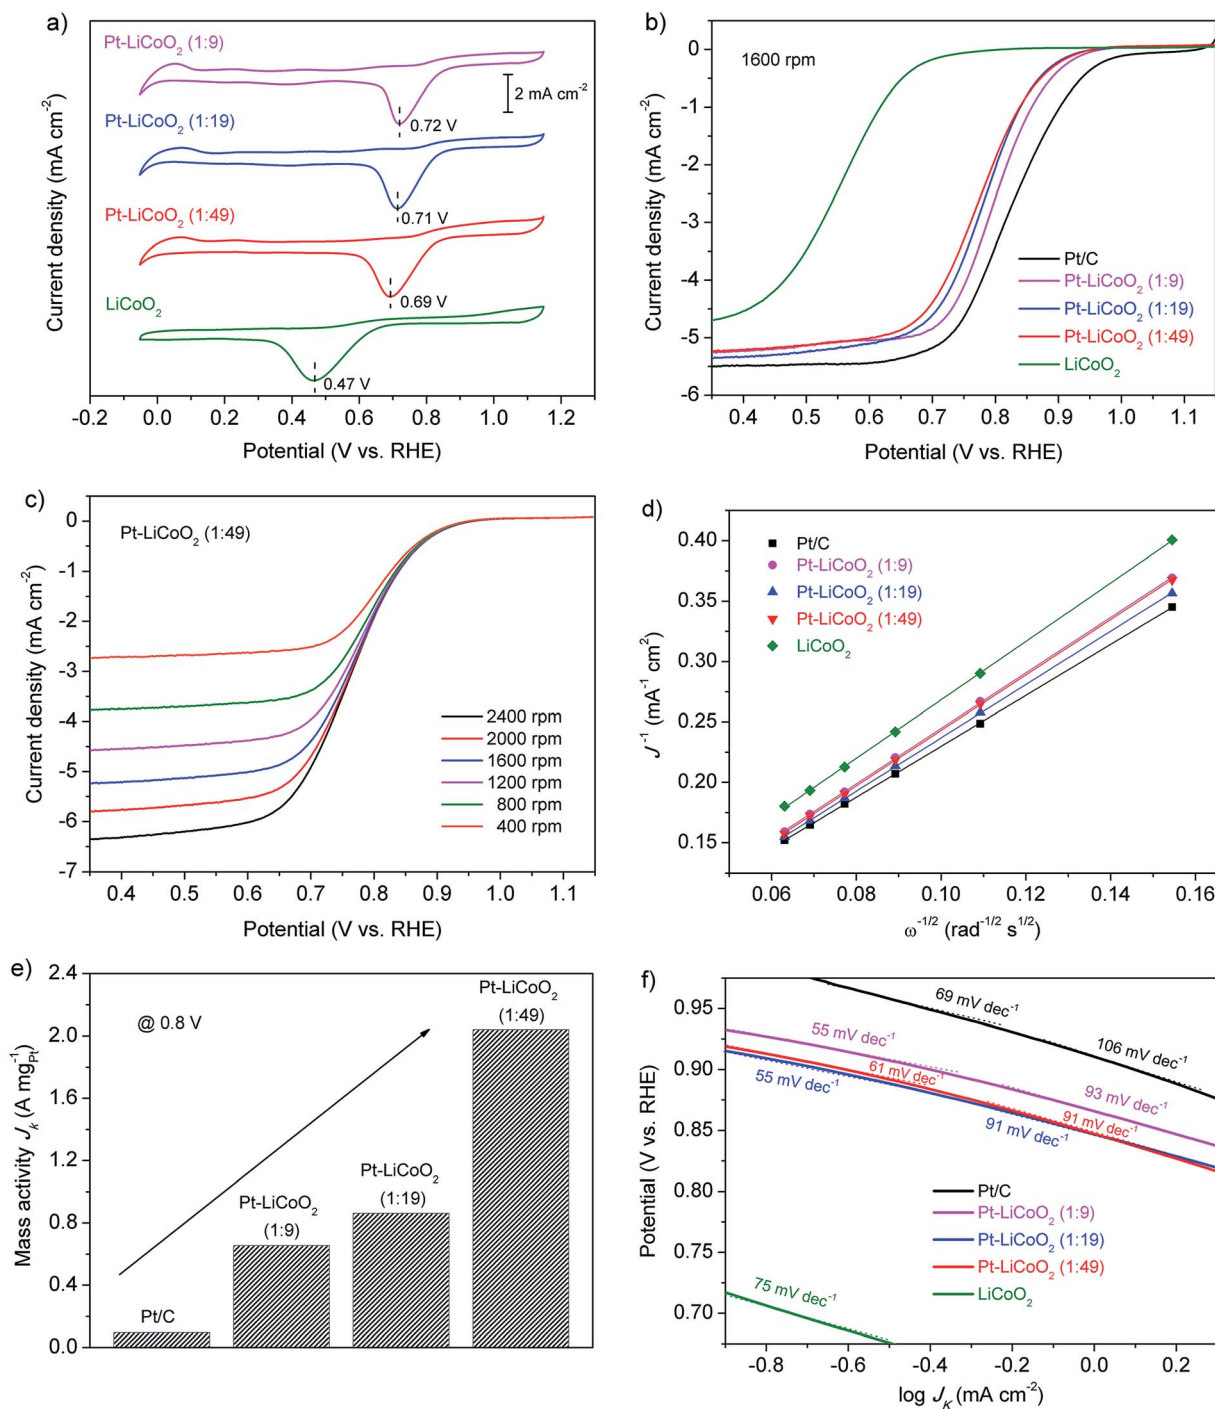 a)
Pt-LiCoO₂ (1:9)
2 mA cm⁻²
0.72 V
Pt-LiCoO₂ (1:19)
0.71 V
Pt-LiCoO₂ (1:49)
0.69 V
LiCoO₂
0.47 V
Current density (mA cm⁻²)
-0.2 0.0 0.2 0.4 0.6 0.8 1.0 1.2
Potential (V vs. RHE)
b)
1600 rpm
0
-1
-2
-3
-4
-5
-6
Current density (mA cm⁻²)
Pt/C
Pt-LiCoO₂ (1:9)
Pt-LiCoO₂ (1:19)
Pt-LiCoO₂ (1:49)
LiCoO₂
0.4 0.5 0.6 0.7 0.8 0.9 1.0 1.1
Potential (V vs. RHE)
c)
Pt-LiCoO₂ (1:49)
0
-1
-2
-3
-4
-5
-6
-7
Current density (mA cm⁻²)
2400 rpm
2000 rpm
1600 rpm
1200 rpm
800 rpm
400 rpm
0.4 0.5 0.6 0.7 0.8 0.9 1.0 1.1
Potential (V vs. RHE)
d)
Pt/C
Pt-LiCoO₂ (1:9)
Pt-LiCoO₂ (1:19)
Pt-LiCoO₂ (1:49)
LiCoO₂
0.40
0.35
0.30
0.25
0.20
0.15
J⁻¹ (mA⁻¹ cm²)
0.06 0.08 0.10 0.12 0.14 0.16
ω⁻¹/² (rad⁻¹/² s¹/²)
e)
2.4
2.0
1.6
1.2
0.8
0.4
0.0
Mass activity Jₖ (A mg⁻¹Pt)
@ 0.8 V
Pt/C
Pt-LiCoO₂
(1:9)
Pt-LiCoO₂
(1:19)
Pt-LiCoO₂
(1:49)
f)
0.95
0.90
0.85
0.80
0.75
0.70
Potential (V vs. RHE)
69 mV dec⁻¹
106 mV dec⁻¹
55 mV dec⁻¹
93 mV dec⁻¹
61 mV dec⁻¹
91 mV dec⁻¹
55 mV dec⁻¹
91 mV dec⁻¹
75 mV dec⁻¹
Pt/C
Pt-LiCoO₂ (1:9)
Pt-LiCoO₂ (1:19)
Pt-LiCoO₂ (1:49)
LiCoO₂
-0.8 -0.6 -0.4 -0.2 0.0 0.2
log J_K (mA cm⁻²)